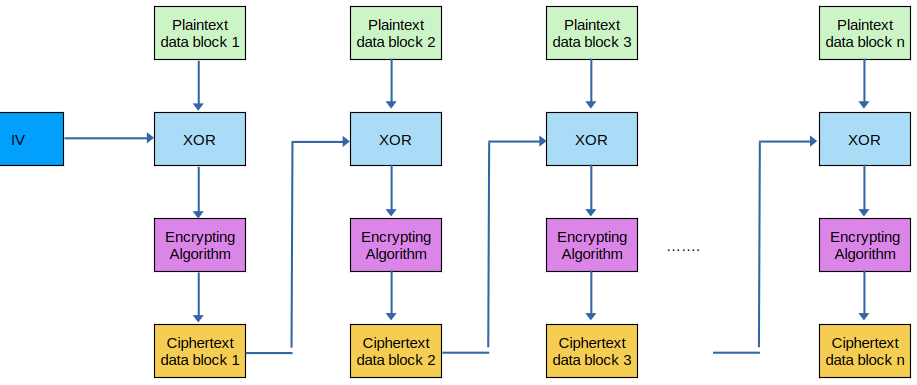 Plaintext
data block 1
Plaintext
data block 2
Plaintext
data block 3
Plaintext
data block n
IV
XOR
XOR
XOR
XOR
Encrypting
Algorithm
Encrypting
Algorithm
Encrypting
Algorithm
…….
Encrypting
Algorithm
Ciphertext
data block 1
Ciphertext
data block 2
Ciphertext
data block 3
Ciphertext
data block n